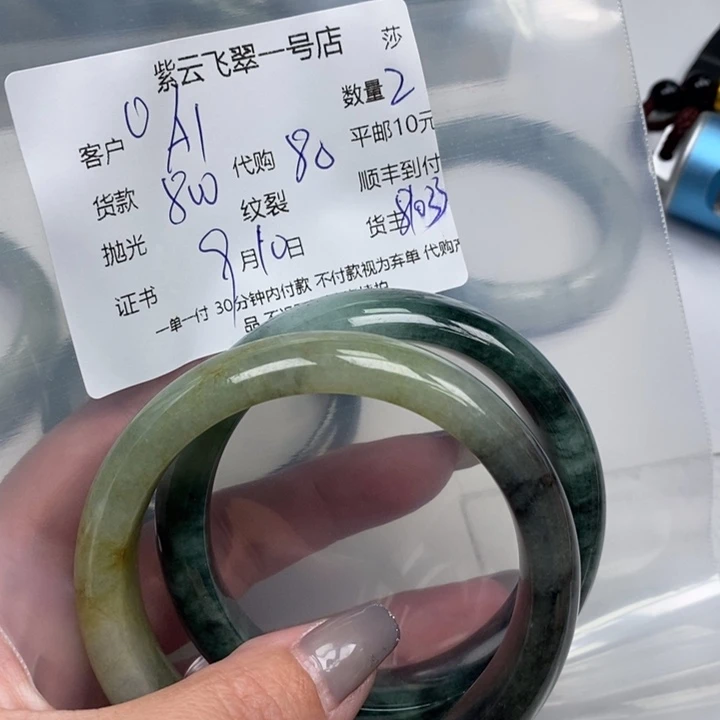 紫云飞翠一号店 莎
客户 A1 数量 2
货款 800 代购 80 平邮10元
抛光 纹裂 顺丰到付
证书 8月10日 货主
一单一付 30分钟内付款 不付款视为弃单 代购产
品